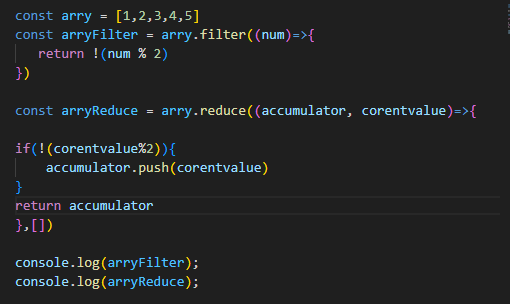 const arry = [1,2,3,4,5]
const arryFilter = arry.filter((num)=>{
return !(num % 2)
})
const arryReduce = arry.reduce((accumulator, corentvalue)=>{
if(!(corentvalue%2)){
accumulator.push(corentvalue)
}
return accumulator
},[])
console.log(arryFilter);
console.log(arryReduce);